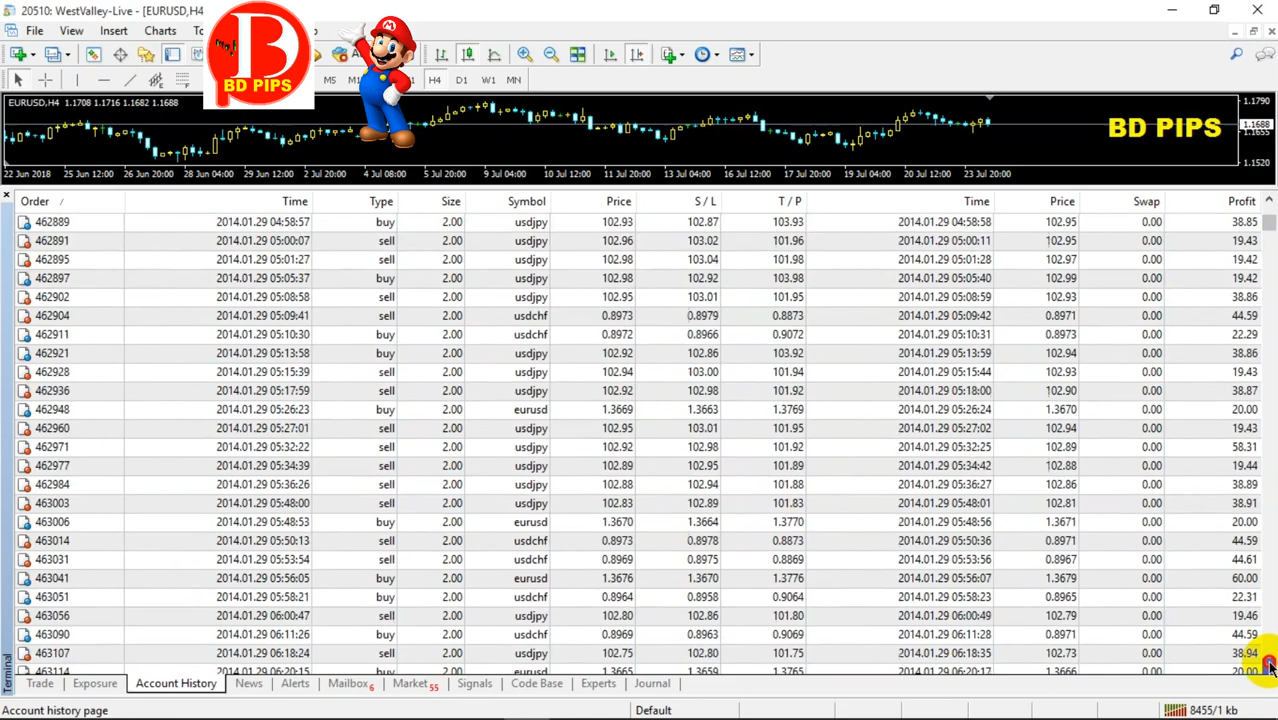 20510: WestValley-Live - [EURUSD,H4
File View Insert Charts To
M5 M1 H4 D1 W1 MN
B
BD PIPS
M
EURUSD,H4 1.1708 1.1716 1.1682 1.1688
BD PIPS
1.1790
1.1688
1.1655
1.1520
22 Jun 2018 25 Jun 12:00 26 Jun 20:00 28 Jun 04:00 29 Jun 12:00 2 Jul 20:00 4 Jul 08:00 5 Jul 20:00 9 Jul 04:00 10 Jul 12:00 11 Jul 20:00 13 Jul 04:00 16 Jul 12:00 17 Jul 20:00 19 Jul 04:00 20 Jul 12:00 23 Jul 20:00
Order / Time Type Size Symbol Price S / L T / P Time Price Swap Profit
462889 2014.01.29 04:58:57 buy 2.00 usdjpy 102.93 102.87 103.93 2014.01.29 04:58:58 102.95 0.00 38.85
462891 2014.01.29 05:00:07 sell 2.00 usdjpy 102.96 103.02 101.96 2014.01.29 05:00:11 102.95 0.00 19.43
462895 2014.01.29 05:01:27 sell 2.00 usdjpy 102.98 103.04 101.98 2014.01.29 05:01:28 102.97 0.00 19.42
462897 2014.01.29 05:05:37 buy 2.00 usdjpy 102.98 102.92 103.98 2014.01.29 05:05:40 102.99 0.00 19.42
462902 2014.01.29 05:08:58 sell 2.00 usdjpy 102.95 103.01 101.95 2014.01.29 05:08:59 102.93 0.00 38.86
462904 2014.01.29 05:09:41 sell 2.00 usdchf 0.8973 0.8979 0.8873 2014.01.29 05:09:42 0.8971 0.00 44.59
462911 2014.01.29 05:10:30 buy 2.00 usdchf 0.8972 0.8966 0.9072 2014.01.29 05:10:31 0.8973 0.00 22.29
462921 2014.01.29 05:13:58 buy 2.00 usdjpy 102.92 102.86 103.92 2014.01.29 05:13:59 102.94 0.00 38.86
462928 2014.01.29 05:15:39 sell 2.00 usdjpy 102.94 103.00 101.94 2014.01.29 05:15:44 102.93 0.00 19.43
462936 2014.01.29 05:17:59 sell 2.00 usdjpy 102.92 102.98 101.92 2014.01.29 05:18:00 102.90 0.00 38.87
462948 2014.01.29 05:26:23 buy 2.00 eurusd 1.3669 1.3663 1.3769 2014.01.29 05:26:24 1.3670 0.00 20.00
462960 2014.01.29 05:27:01 sell 2.00 usdjpy 102.95 103.01 101.95 2014.01.29 05:27:02 102.94 0.00 19.43
462971 2014.01.29 05:32:22 sell 2.00 usdjpy 102.92 102.98 101.92 2014.01.29 05:32:25 102.89 0.00 58.31
462977 2014.01.29 05:34:39 sell 2.00 usdjpy 102.89 102.95 101.89 2014.01.29 05:34:42 102.88 0.00 19.44
462984 2014.01.29 05:36:26 sell 2.00 usdjpy 102.88 102.94 101.88 2014.01.29 05:36:27 102.86 0.00 38.89
463003 2014.01.29 05:48:00 sell 2.00 usdjpy 102.83 102.89 101.83 2014.01.29 05:48:01 102.81 0.00 38.91
463006 2014.01.29 05:48:53 buy 2.00 eurusd 1.3670 1.3664 1.3770 2014.01.29 05:48:56 1.3671 0.00 20.00
463014 2014.01.29 05:50:13 sell 2.00 usdchf 0.8973 0.8978 0.8873 2014.01.29 05:50:36 0.8971 0.00 44.59
463031 2014.01.29 05:53:54 sell 2.00 usdchf 0.8969 0.8975 0.8869 2014.01.29 05:53:56 0.8967 0.00 44.61
463041 2014.01.29 05:56:05 buy 2.00 eurusd 1.3676 1.3670 1.3776 2014.01.29 05:56:07 1.3679 0.00 60.00
463051 2014.01.29 05:58:21 buy 2.00 usdchf 0.8964 0.8958 0.9064 2014.01.29 05:58:23 0.8965 0.00 22.31
463056 2014.01.29 06:00:47 sell 2.00 usdjpy 102.80 102.86 101.80 2014.01.29 06:00:49 102.79 0.00 19.46
463090 2014.01.29 06:11:26 buy 2.00 usdchf 0.8969 0.8963 0.9069 2014.01.29 06:11:28 0.8971 0.00 44.59
463107 2014.01.29 06:18:24 sell 2.00 usdjpy 102.75 102.80 101.75 2014.01.29 06:18:35 102.73 0.00 38.94
463114 2014.01.29 06:20:15 buy 2.00 eurusd 1.3665 1.3659 1.3765 2014.01.29 06:20:17 1.3666 0.00 20.00
Terminal
Trade Exposure Account History News Alerts Mailbox 6 Market 55 Signals Code Base Experts Journal
Account history page Default 8455/1 kb